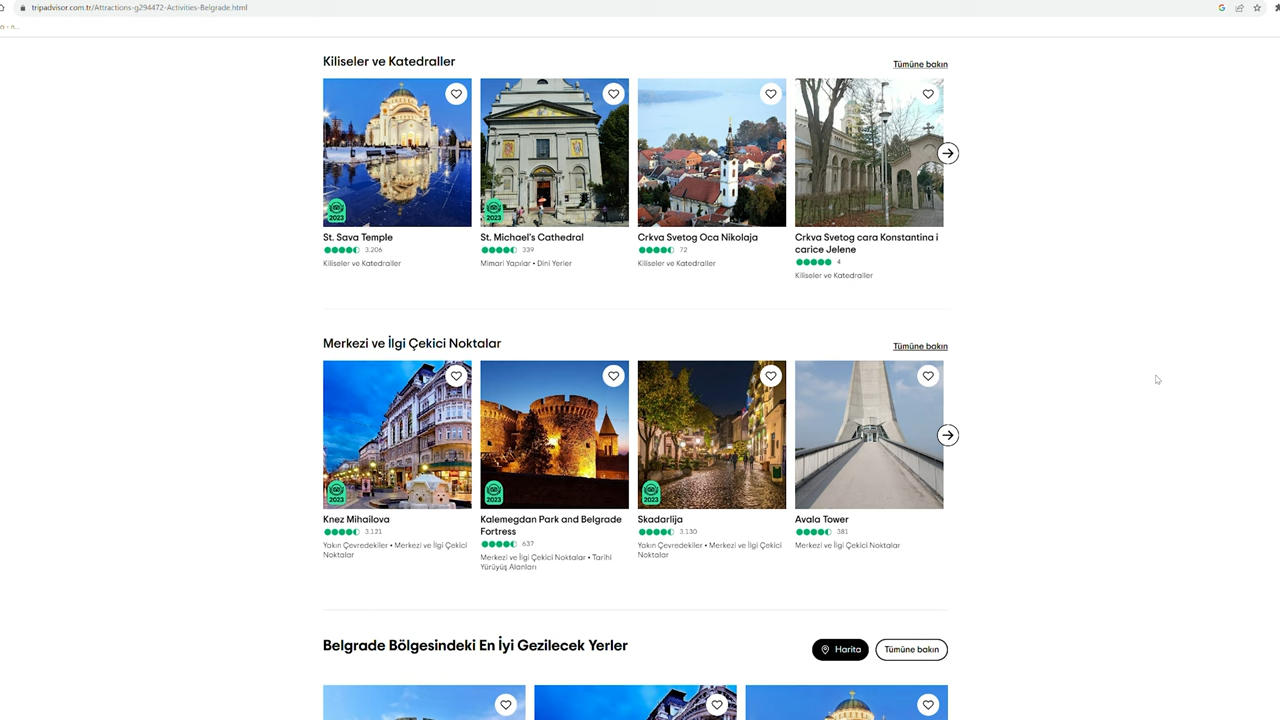 tripadvisor.com.tr/Attractions-g294472-Activities-Belgrade.html
Kiliseler ve Katedraller
Tümüne bakın
2023
2023
St. Sava Temple
3.206
Kiliseler ve Katedraller
St. Michael's Cathedral
339
Mimari Yapılar • Dini Yerler
Crkva Svetog Oca Nikolaja
72
Kiliseler ve Katedraller
Crkva Svetog cara Konstantina i
carice Jelene
4
Kiliseler ve Katedraller
Merkezi ve İlgi Çekici Noktalar
Tümüne bakın
2023
2023
2023
Knez Mihailova
3.121
Yakın Çevredekiler • Merkezi ve İlgi Çekici
Noktalar
Kalemegdan Park and Belgrade
Fortress
637
Merkezi ve İlgi Çekici Noktalar • Tarihi
Yürüyüş Alanları
Skadarlija
3.130
Yakın Çevredekiler • Merkezi ve İlgi Çekici
Noktalar
Avala Tower
381
Merkezi ve İlgi Çekici Noktalar
Belgrade Bölgesindeki En İyi Gezilecek Yerler
Harita
Tümüne bakın